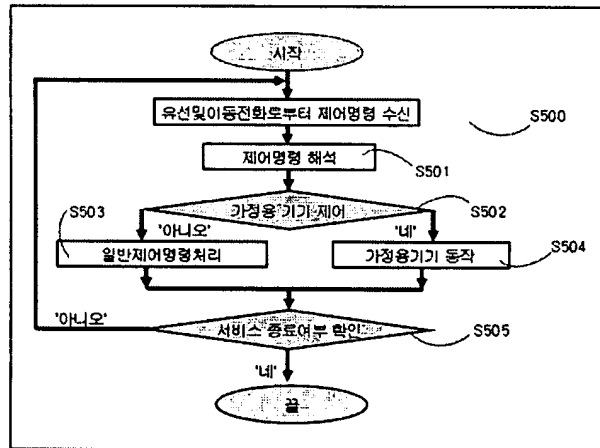 시작
유선및이동전화로부터 제어명령 수신
S500
제어명령 해석
S501
가정용 기기 제어
S502
S503
'아니오'
'네'
일반제어명령처리
가정용기기 동작
S504
'아니오'
서비스 종료여부 확인
S505
'네'
끝